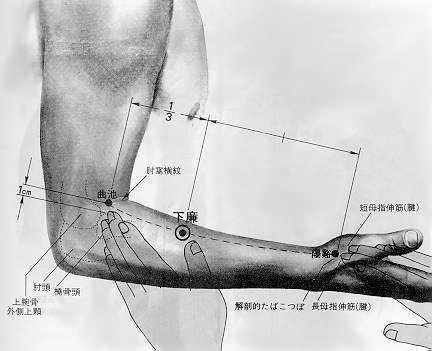 1
3
1cm
曲池
肘窩横紋
下廉
短母指伸筋(腱)
陽谿
肘頭
橈骨頭
上腕骨
外側上顆
解剖的たばこつぼ
長母指伸筋(腱)